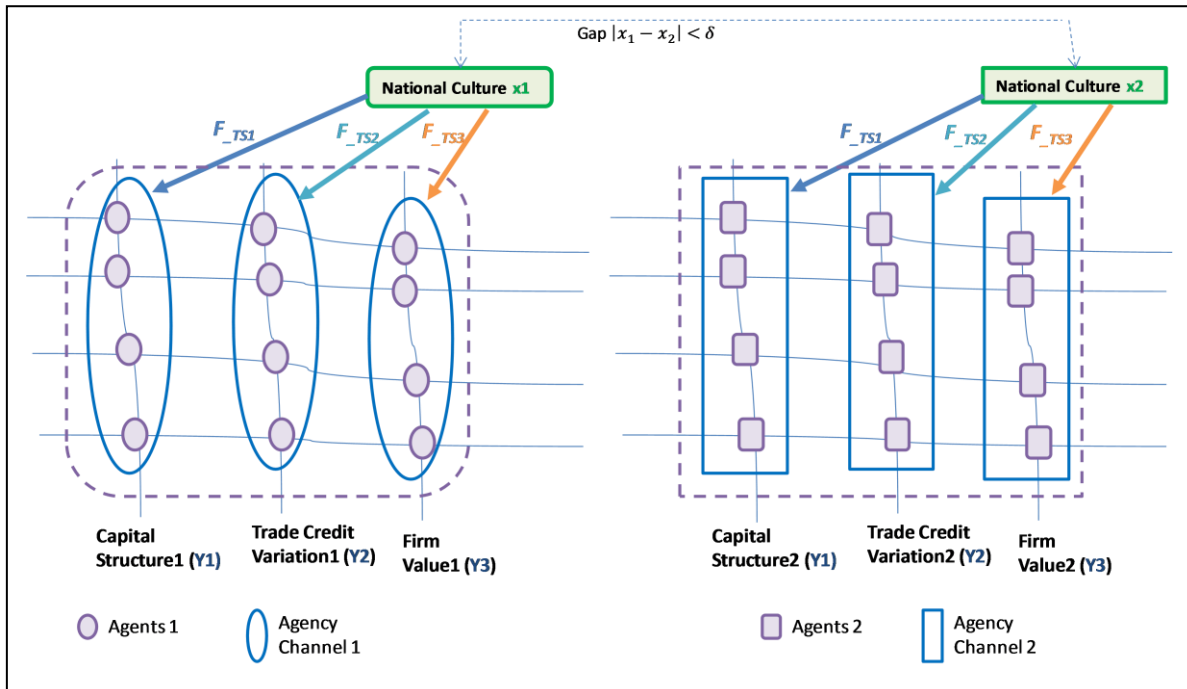 Gap |x₁ − x₂| < δ
National Culture x1
National Culture x2
F_TS1
F_TS2
F_TS3
F_TS1
F_TS2
F_TS3
Capital
Structure1 (Y1)
Trade Credit
Variation1 (Y2)
Firm
Value1 (Y3)
Capital
Structure2 (Y1)
Trade Credit
Variation2 (Y2)
Firm
Value2 (Y3)
Agents 1
Agency
Channel 1
Agents 2
Agency
Channel 2